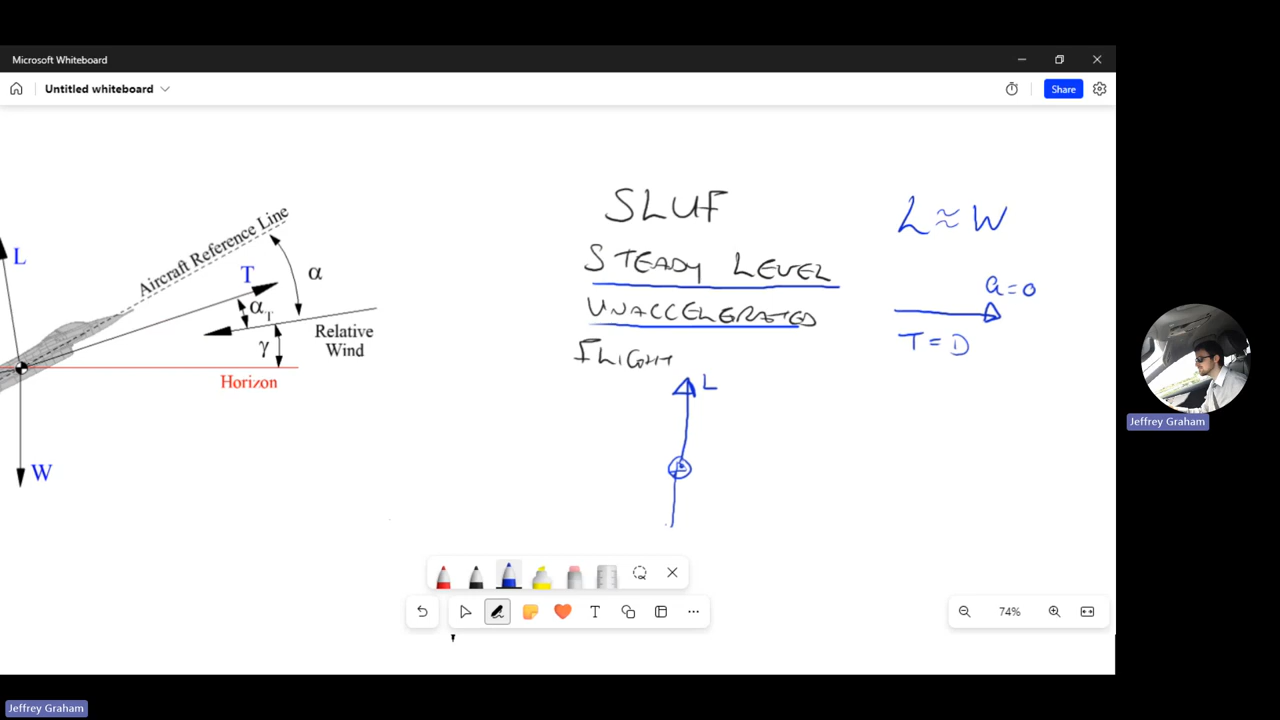 Microsoft Whiteboard
Untitled whiteboard
Share
L
Aircraft Reference Line
T
α
αT
γ
Relative
Wind
Horizon
W
SLUF
STEADY LEVEL
UNACCELERATED
FLIGHT
L
L ≈ W
a = 0
T = D
Jeffrey Graham
T
74%
Jeffrey Graham